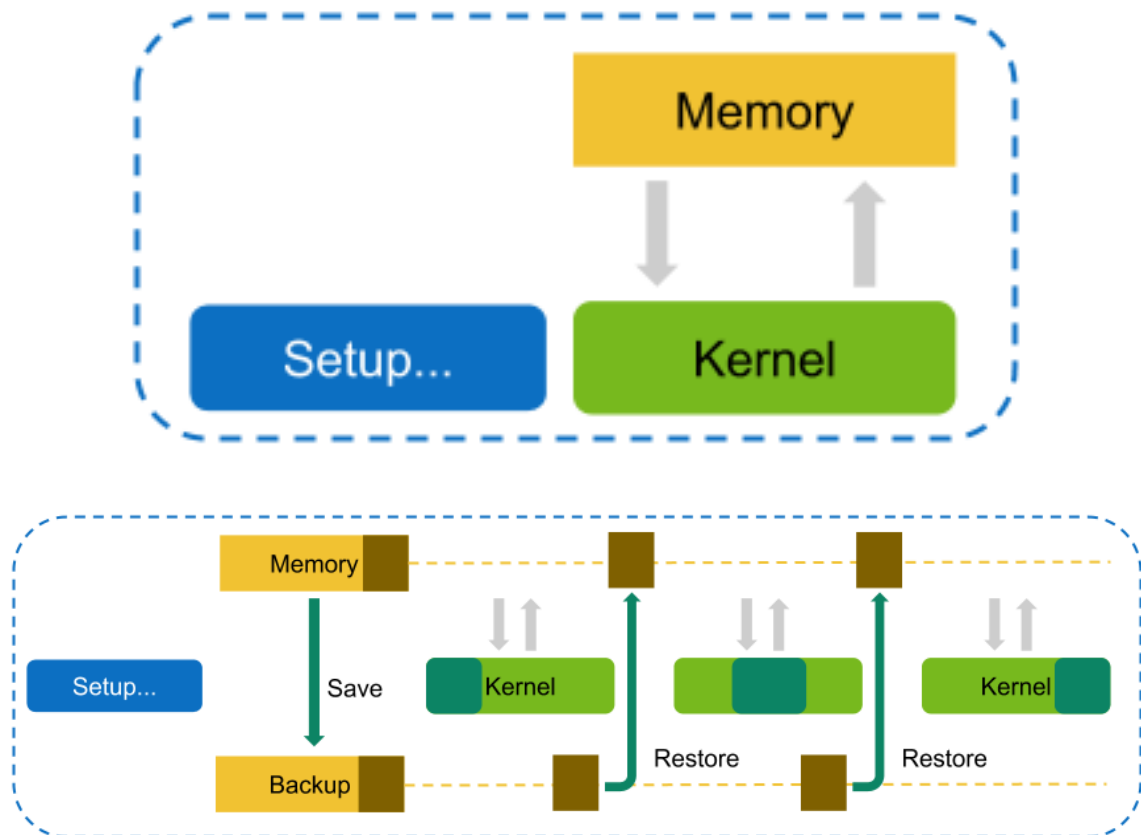 Memory
Setup...
Kernel
Memory
Setup...
Save
Kernel
Kernel
Restore
Restore
Backup